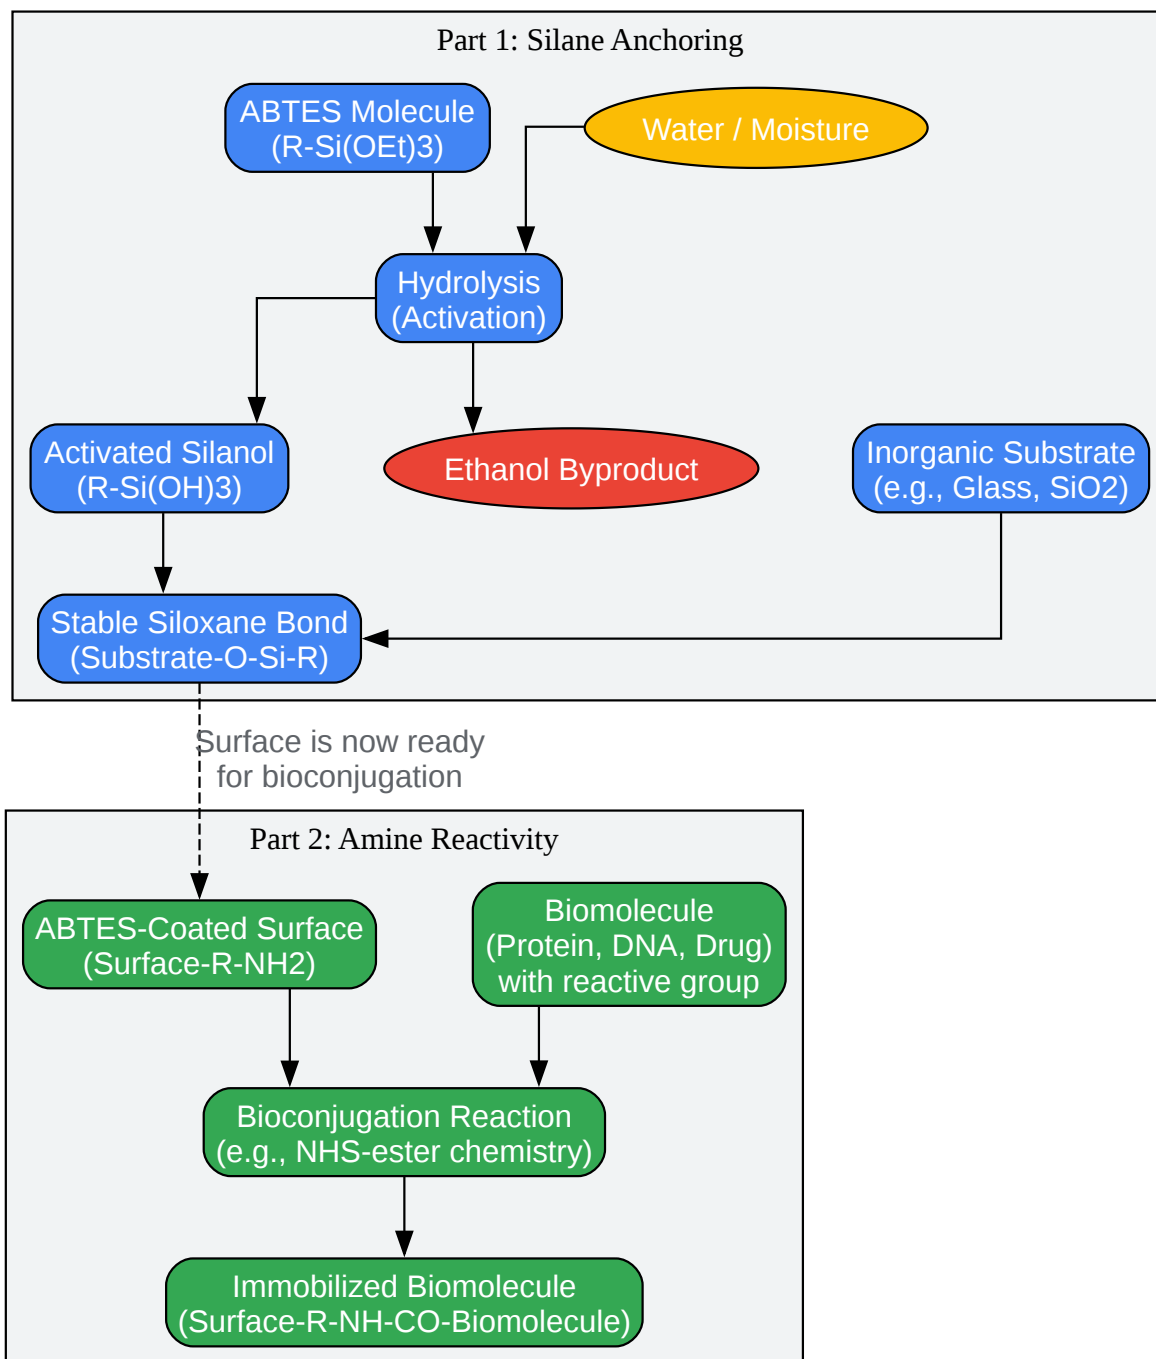 Part 1: Silane Anchoring
ABTES Molecule
(R-Si(OEt)3)
Water / Moisture
Hydrolysis
(Activation)
Activated Silanol
(R-Si(OH)3)
Ethanol Byproduct
Inorganic Substrate
(e.g., Glass, SiO2)
Stable Siloxane Bond
(Substrate-O-Si-R)
Surface is now ready
for bioconjugation
Part 2: Amine Reactivity
ABTES-Coated Surface
(Surface-R-NH2)
Biomolecule
(Protein, DNA, Drug)
with reactive group
Bioconjugation Reaction
(e.g., NHS-ester chemistry)
Immobilized Biomolecule
(Surface-R-NH-CO-Biomolecule)